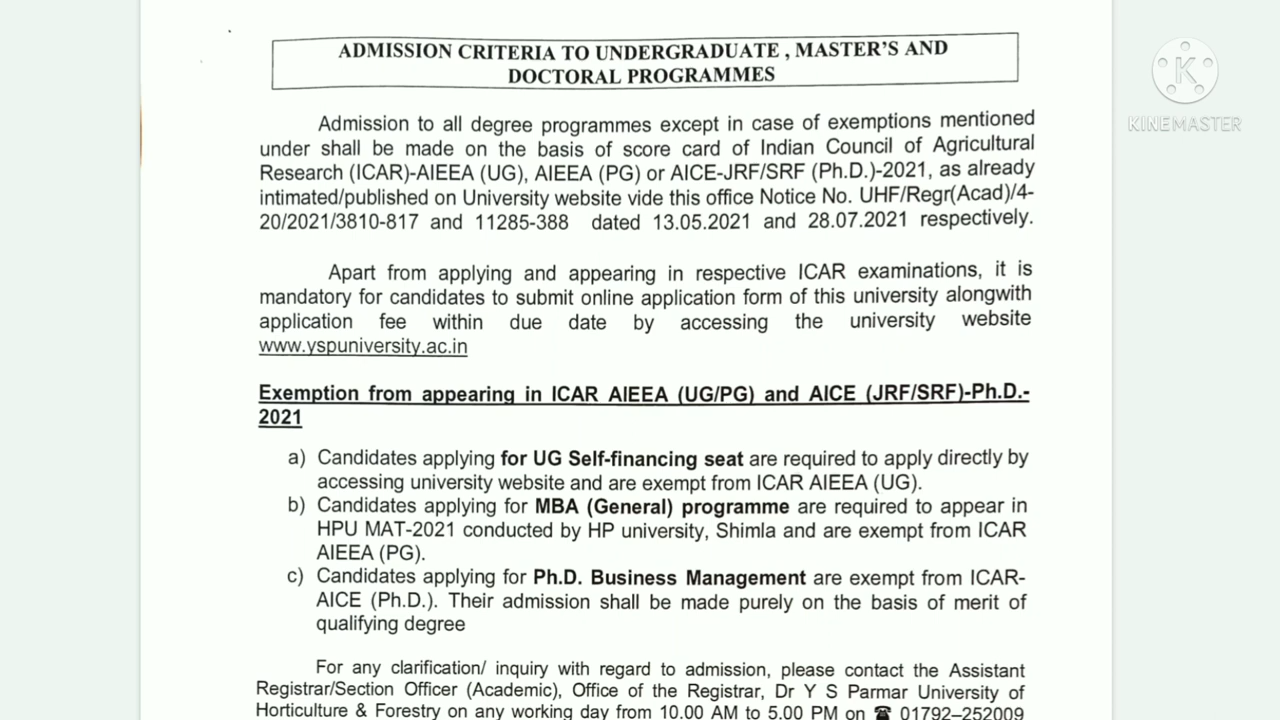 ADMISSION CRITERIA TO UNDERGRADUATE , MASTER'S AND
DOCTORAL PROGRAMMES
KINEMASTER
Admission to all degree programmes except in case of exemptions mentioned
under shall be made on the basis of score card of Indian Council of Agricultural
Research (ICAR)-AIEEA (UG), AIEEA (PG) or AICE-JRF/SRF (Ph.D.)-2021, as already
intimated/published on University website vide this office Notice No. UHF/Regr(Acad)/4-
20/2021/3810-817 and 11285-388 dated 13.05.2021 and 28.07.2021 respectively.
Apart from applying and appearing in respective ICAR examinations, it is
mandatory for candidates to submit online application form of this university alongwith
application fee within due date by accessing the university website
www.yspuniversity.ac.in
Exemption from appearing in ICAR AIEEA (UG/PG) and AICE (JRF/SRF)-Ph.D.-
2021
a) Candidates applying for UG Self-financing seat are required to apply directly by
accessing university website and are exempt from ICAR AIEEA (UG).
b) Candidates applying for MBA (General) programme are required to appear in
HPU MAT-2021 conducted by HP university, Shimla and are exempt from ICAR
AIEEA (PG).
c) Candidates applying for Ph.D. Business Management are exempt from ICAR-
AICE (Ph.D.). Their admission shall be made purely on the basis of merit of
qualifying degree
For any clarification/ inquiry with regard to admission, please contact the Assistant
Registrar/Section Officer (Academic), Office of the Registrar, Dr Y S Parmar University of
Horticulture & Forestry on any working day from 10.00 AM to 5.00 PM on ☎ 01792–252009